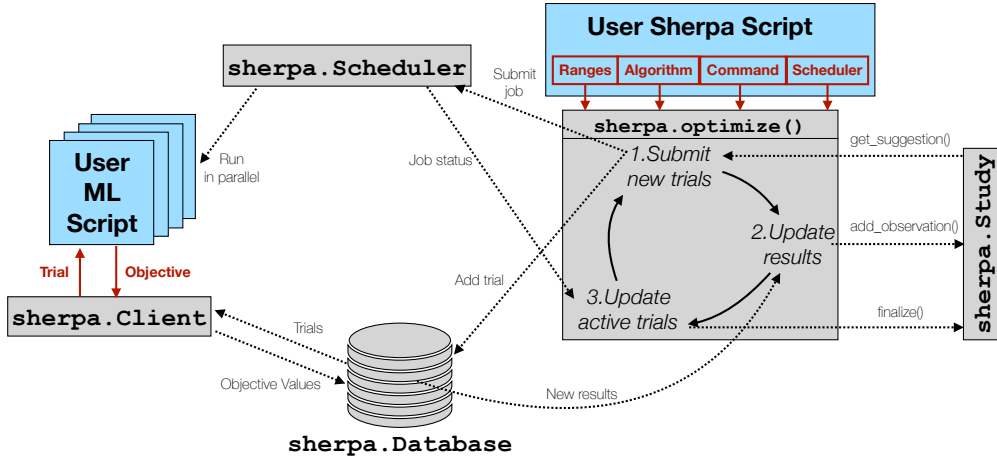 User Sherpa Script
Ranges
Algorithm
Command
Scheduler
sherpa.Scheduler
Submit
job
sherpa.optimize()
1.Submit
new trials
get_suggestion()
Job status
Run
in parallel
User
ML
Script
2.Update
results
add_observation()
sherpa.Study
Trial
Objective
Add trial
3.Update
active trials
finalize()
sherpa.Client
Trials
Objective Values
New results
sherpa.Database